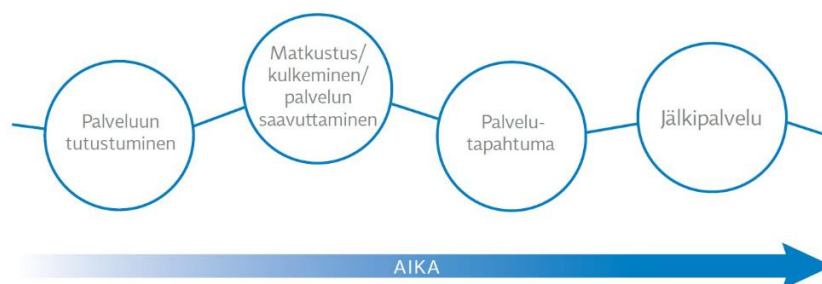 Palveluun
tutustuminen
Matkustus/
kulkeminen/
palvelun
saavuttaminen
Palvelu-
tapahtuma
Jälkipalvelu
AIKA